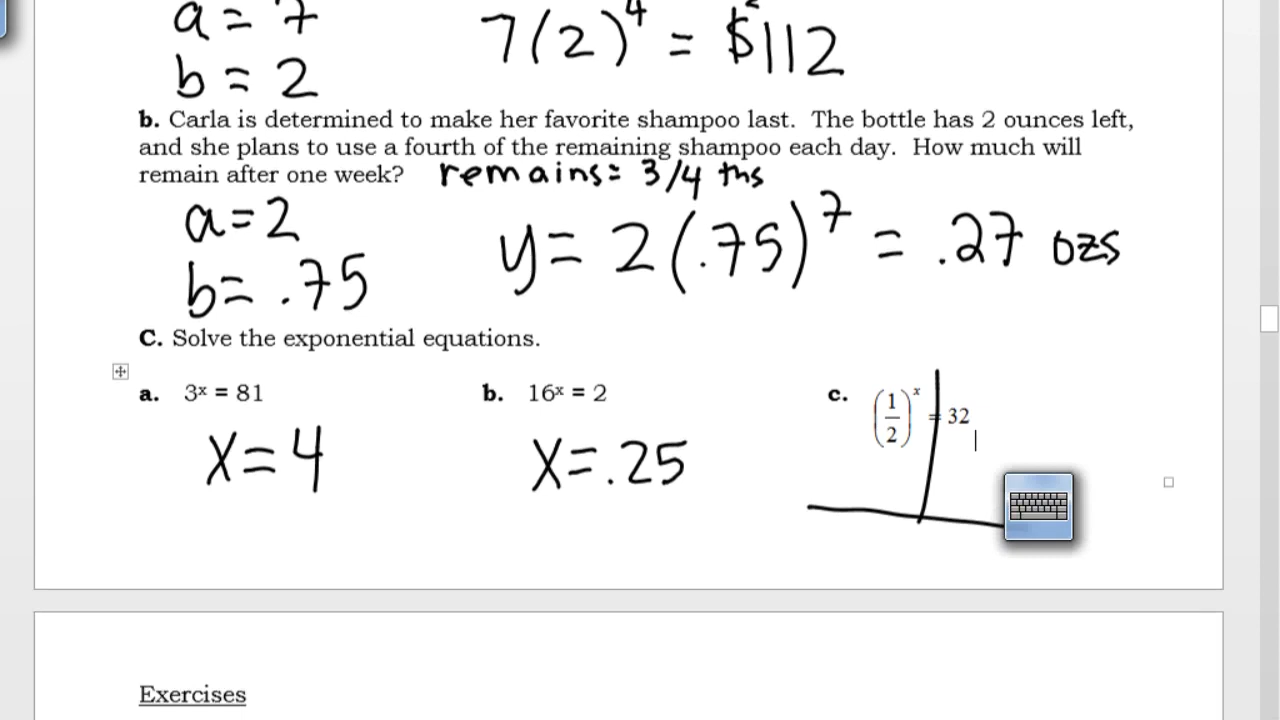 a = 7
7(2)⁴ = $112
b = 2
b. Carla is determined to make her favorite shampoo last. The bottle has 2 ounces left,
and she plans to use a fourth of the remaining shampoo each day. How much will
remain after one week? remains: 3/4 ths
a=2
y= 2(.75)⁷ = .27 ozs
b= .75
C. Solve the exponential equations.
a. 3ˣ = 81 b. 16ˣ = 2 c. (1/2)ˣ = 32
x=4 x=.25
Exercises